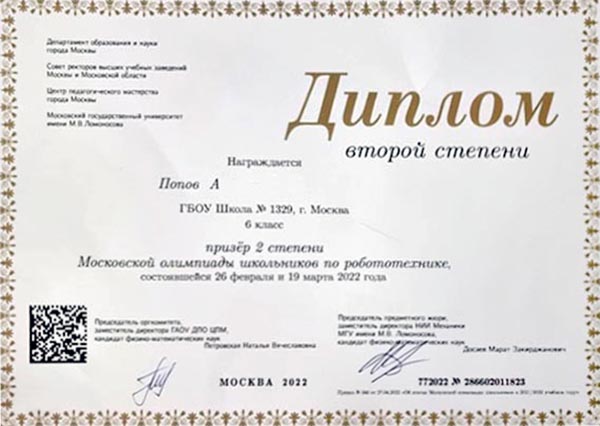 Департамент образования и науки
города Москвы
Совет ректоров высших учебных заведений
Москвы и Московской области
Центр педагогического мастерства
города Москвы
Московский государственный университет
имени М.В.Ломоносова
Диплом
второй степени
Награждается
Попов А
ГБОУ Школа № 1329, г. Москва
6 класс
призёр 2 степени
Московской олимпиады школьников по робототехнике,
состоявшейся 26 февраля и 19 марта 2022 года
Председатель оргкомитета,
заместитель директора ГАОУ ДПО ЦПМ,
кандидат физико-математических наук
Петровская Наталья Вячеславовна
Председатель предметного жюри,
заместитель директора НИИ Механики
МГУ имени М.В. Ломоносова,
кандидат физико-математических наук
Досаев Марат Закирджанович
МОСКВА 2022
772022 № 286602011823